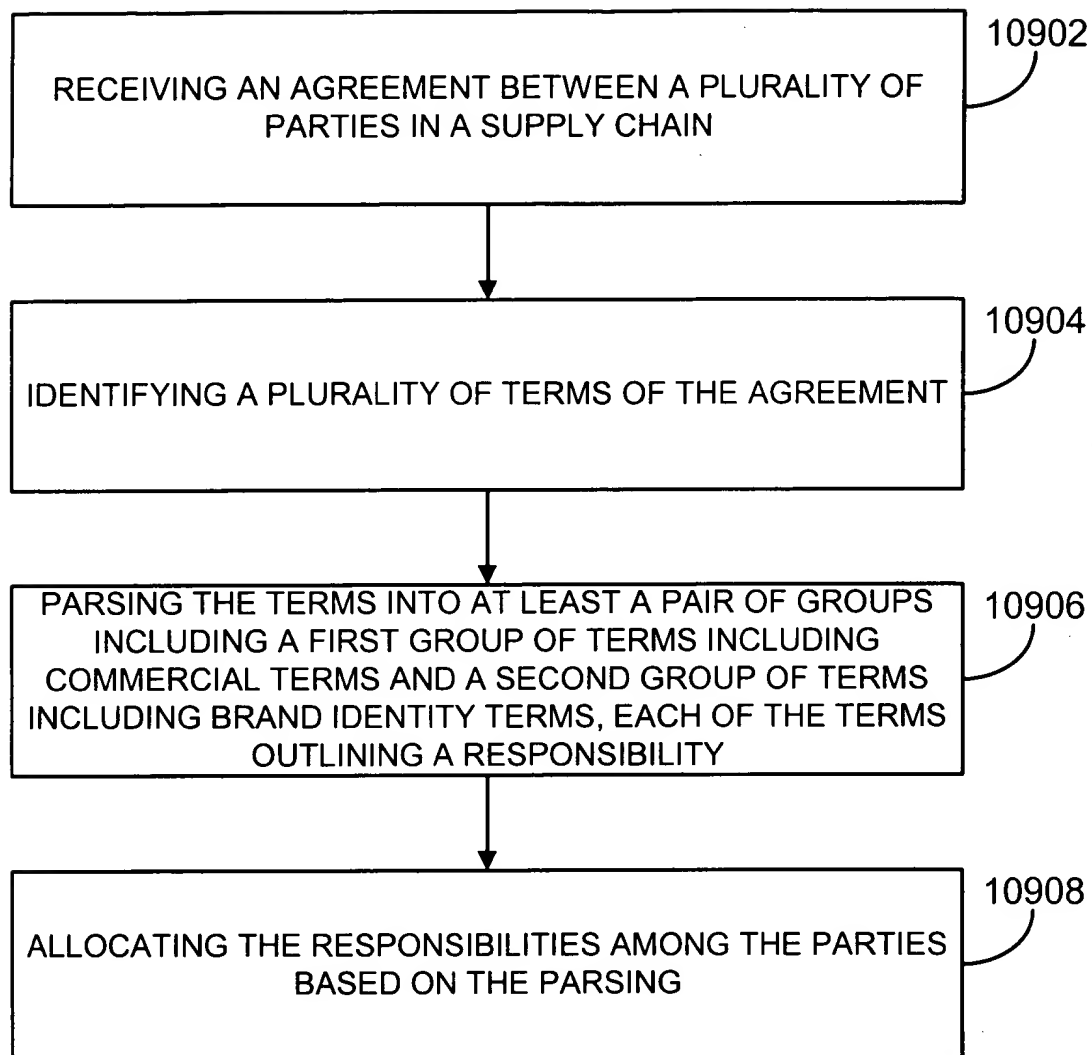 10902
RECEIVING AN AGREEMENT BETWEEN A PLURALITY OF
PARTIES IN A SUPPLY CHAIN
10904
IDENTIFYING A PLURALITY OF TERMS OF THE AGREEMENT
10906
PARSING THE TERMS INTO AT LEAST A PAIR OF GROUPS
INCLUDING A FIRST GROUP OF TERMS INCLUDING
COMMERCIAL TERMS AND A SECOND GROUP OF TERMS
INCLUDING BRAND IDENTITY TERMS, EACH OF THE TERMS
OUTLINING A RESPONSIBILITY
10908
ALLOCATING THE RESPONSIBILITIES AMONG THE PARTIES
BASED ON THE PARSING